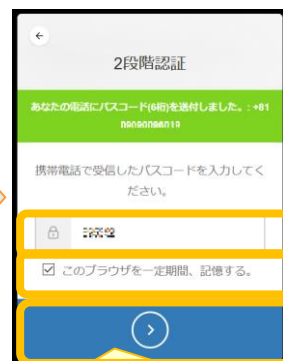 2段階認証
あなたの電話にパスコード(6桁)を送付しました。: +81
携帯電話で受信したパスコードを入力してく
ださい。
このブラウザを一定期間、記憶する。